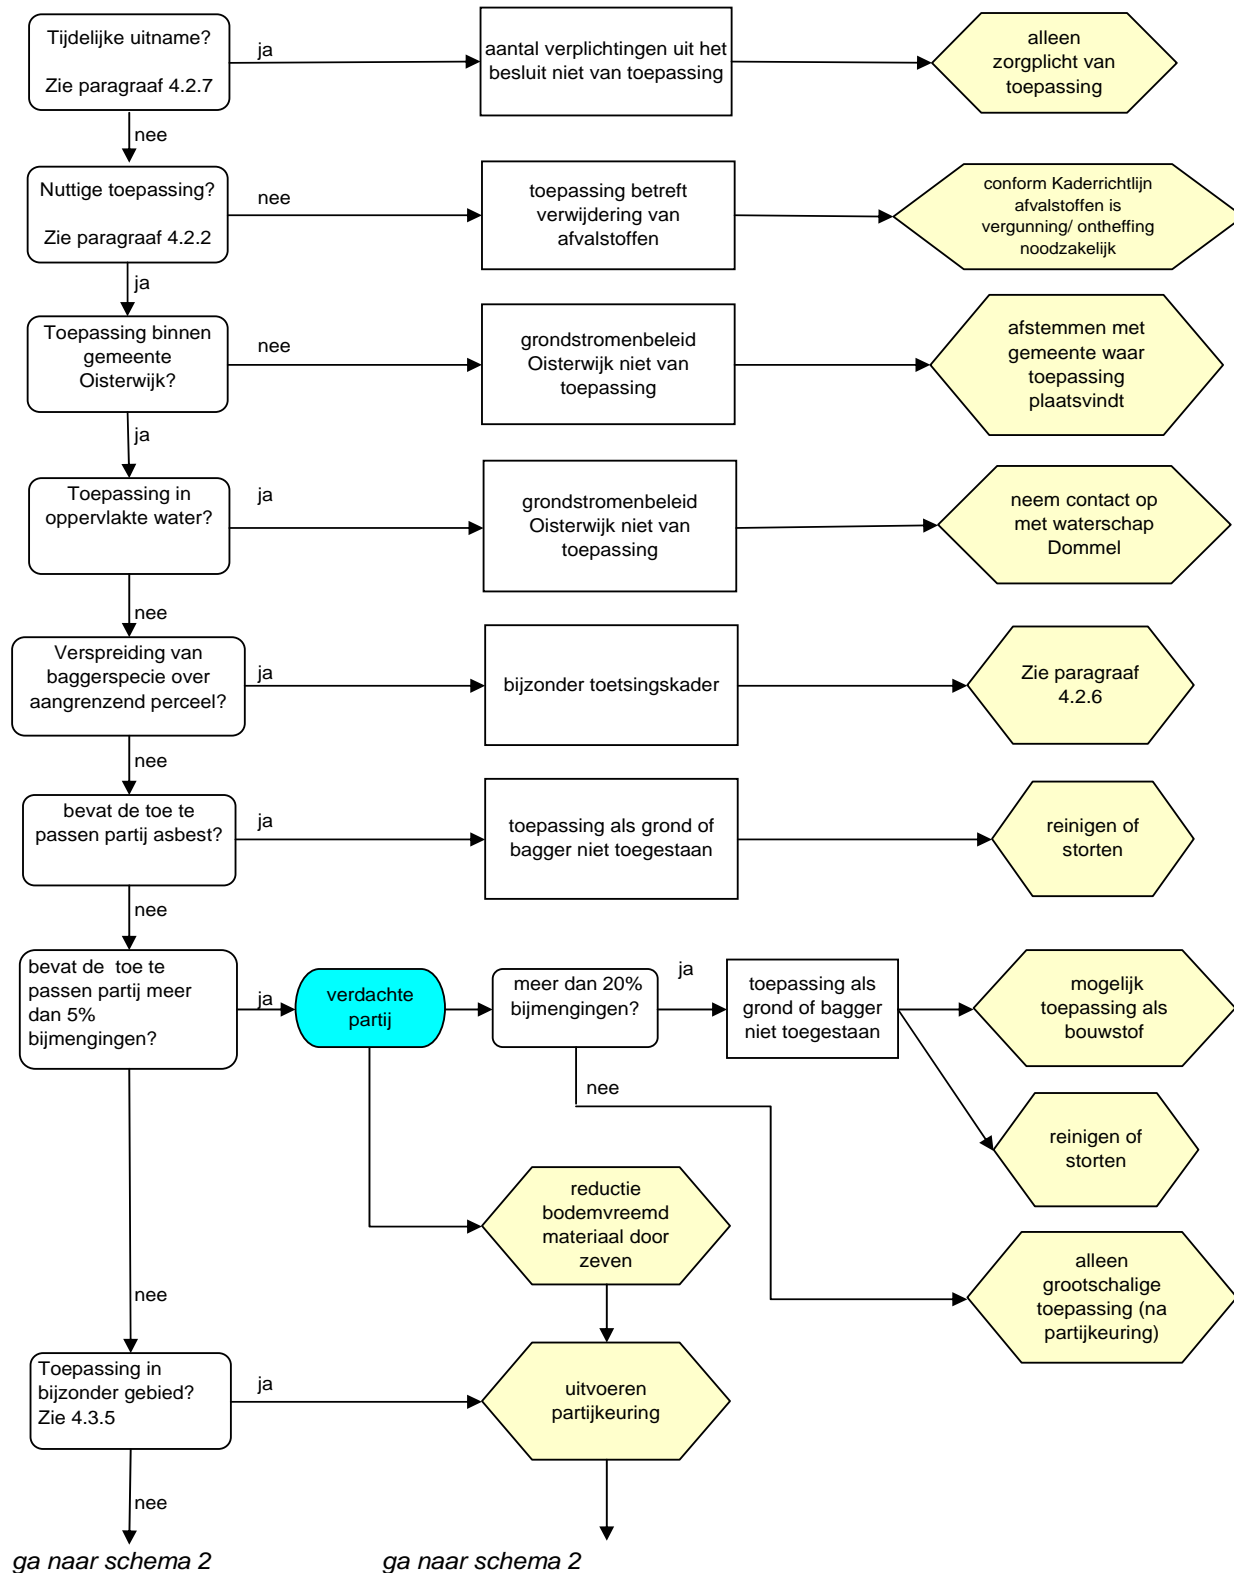 Tijdelijke uitname?
Zie paragraaf 4.2.7
ja
aantal verplichtingen uit het
besluit niet van toepassing
alleen
zorgplicht van
toepassing
nee
Nuttige toepassing?
Zie paragraaf 4.2.2
nee
toepassing betreft
verwijdering van
afvalstoffen
conform Kaderrichtlijn
afvalstoffen is
vergunning/ ontheffing
noodzakelijk
ja
Toepassing binnen
gemeente
Oisterwijk?
nee
grondstromenbeleid
Oisterwijk niet van
toepassing
afstemmen met
gemeente waar
toepassing
plaatsvindt
ja
Toepassing in
oppervlakte water?
ja
grondstromenbeleid
Oisterwijk niet van
toepassing
neem contact op
met waterschap
Dommel
nee
Verspreiding van
baggerspecie over
aangrenzend perceel?
ja
bijzonder toetsingskader
Zie paragraaf
4.2.6
nee
bevat de toe te
passen partij asbest?
ja
toepassing als grond of
bagger niet toegestaan
reinigen of
storten
nee
bevat de  toe te
passen partij meer
dan 5%
bijmengingen?
ja
verdachte
partij
meer dan 20%
bijmengingen?
ja
toepassing als
grond of bagger
niet toegestaan
mogelijk
toepassing als
bouwstof
nee
reinigen of
storten
reductie
bodemvreemd
materiaal door
zeven
alleen
grootschalige
toepassing (na
partijkeuring)
nee
Toepassing in
bijzonder gebied?
Zie 4.3.5
ja
uitvoeren
partijkeuring
nee
ga naar schema 2
ga naar schema 2